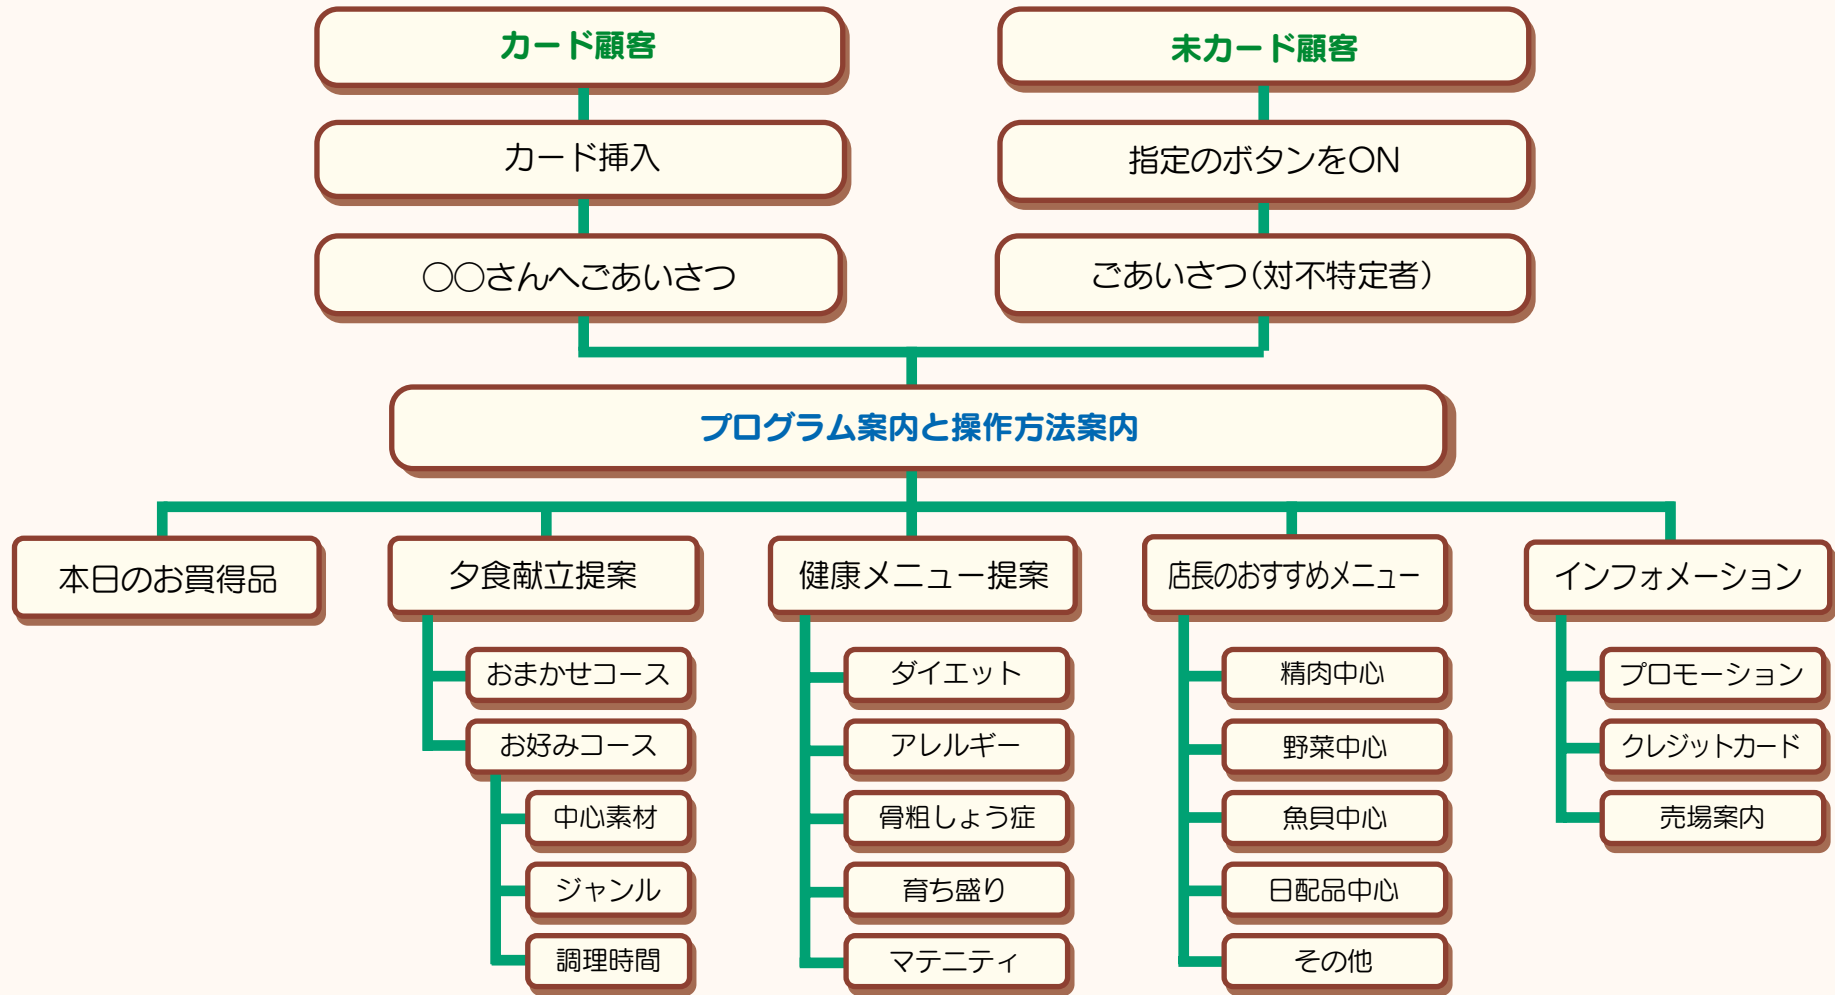 カード顧客
未カード顧客
カード挿入
指定のボタンをON
○○さんへごあいさつ
ごあいさつ(対不特定者)
プログラム案内と操作方法案内
本日のお買得品
夕食献立提案
おまかせコース
お好みコース
中心素材
ジャンル
調理時間
健康メニュー提案
ダイエット
アレルギー
骨粗しょう症
育ち盛り
マテニティ
店長のおすすめメニュー
精肉中心
野菜中心
魚貝中心
日配品中心
その他
インフォメーション
プロモーション
クレジットカード
売場案内